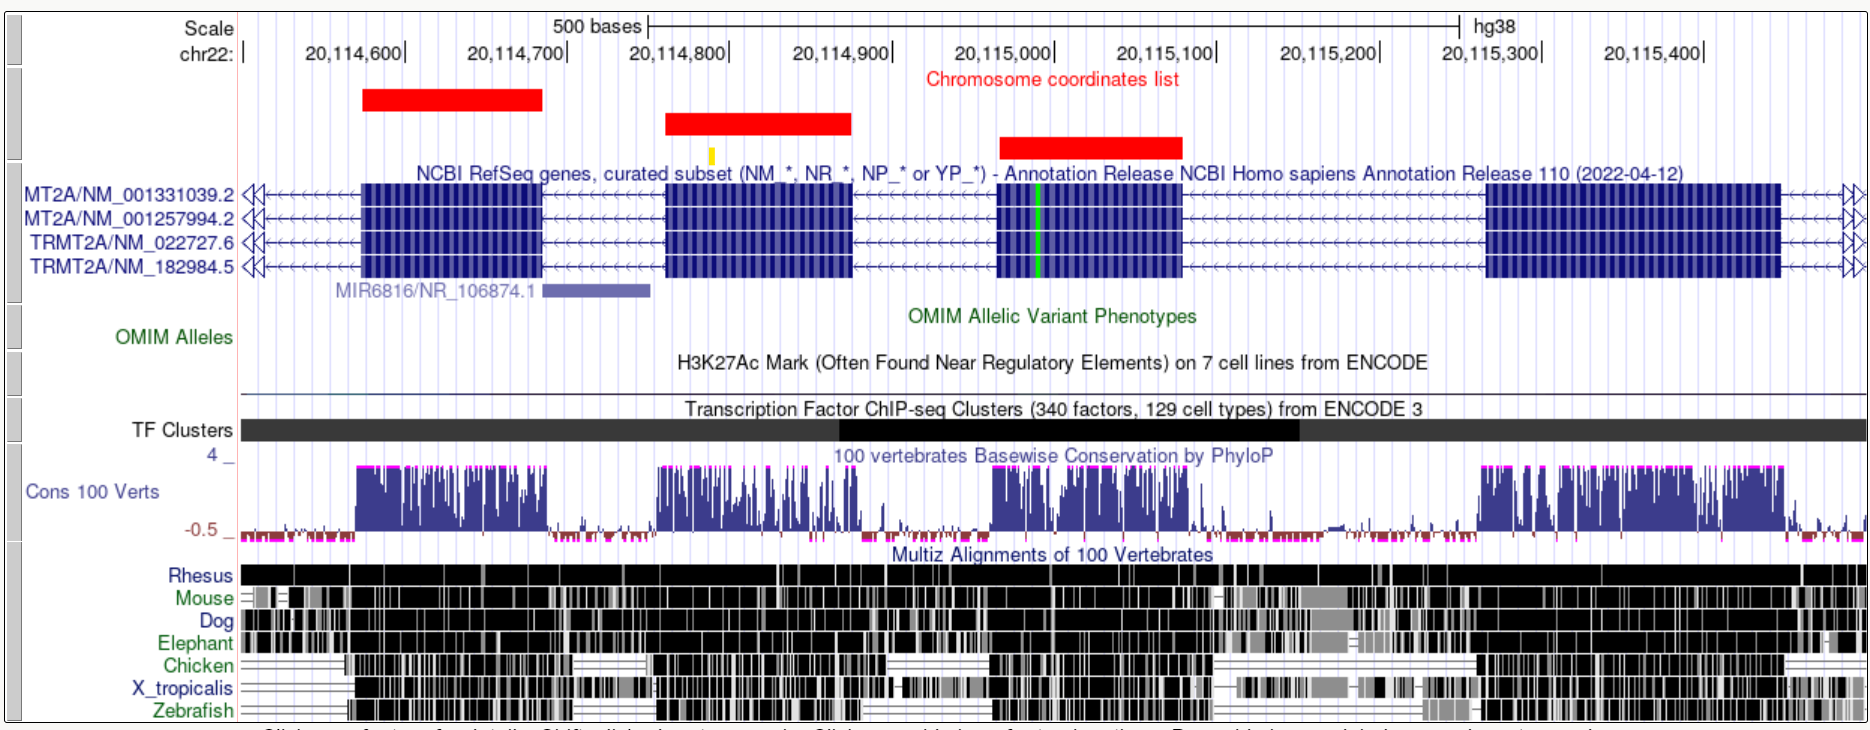 Scale 500 bases hg38
chr22: 20,114,600 20,114,700 20,114,800 20,114,900 20,115,000 20,115,100 20,115,200 20,115,300 20,115,400
Chromosome coordinates list
NCBI RefSeq genes, curated subset (NM_*, NR_*, NP_* or YP_*) - Annotation Release NCBI Homo sapiens Annotation Release 110 (2022-04-12)
MT2A/NM_001331039.2
MT2A/NM_001257994.2
TRMT2A/NM_022727.6
TRMT2A/NM_182984.5
MIR6816/NR_106874.1
OMIM Allelic Variant Phenotypes
OMIM Alleles
H3K27Ac Mark (Often Found Near Regulatory Elements) on 7 cell lines from ENCODE
Transcription Factor ChIP-seq Clusters (340 factors, 129 cell types) from ENCODE 3
TF Clusters
4 _ 100 vertebrates Basewise Conservation by PhyloP
Cons 100 Verts
-0.5 _
Multiz Alignments of 100 Vertebrates
Rhesus
Mouse
Dog
Elephant
Chicken
X_tropicalis
Zebrafish